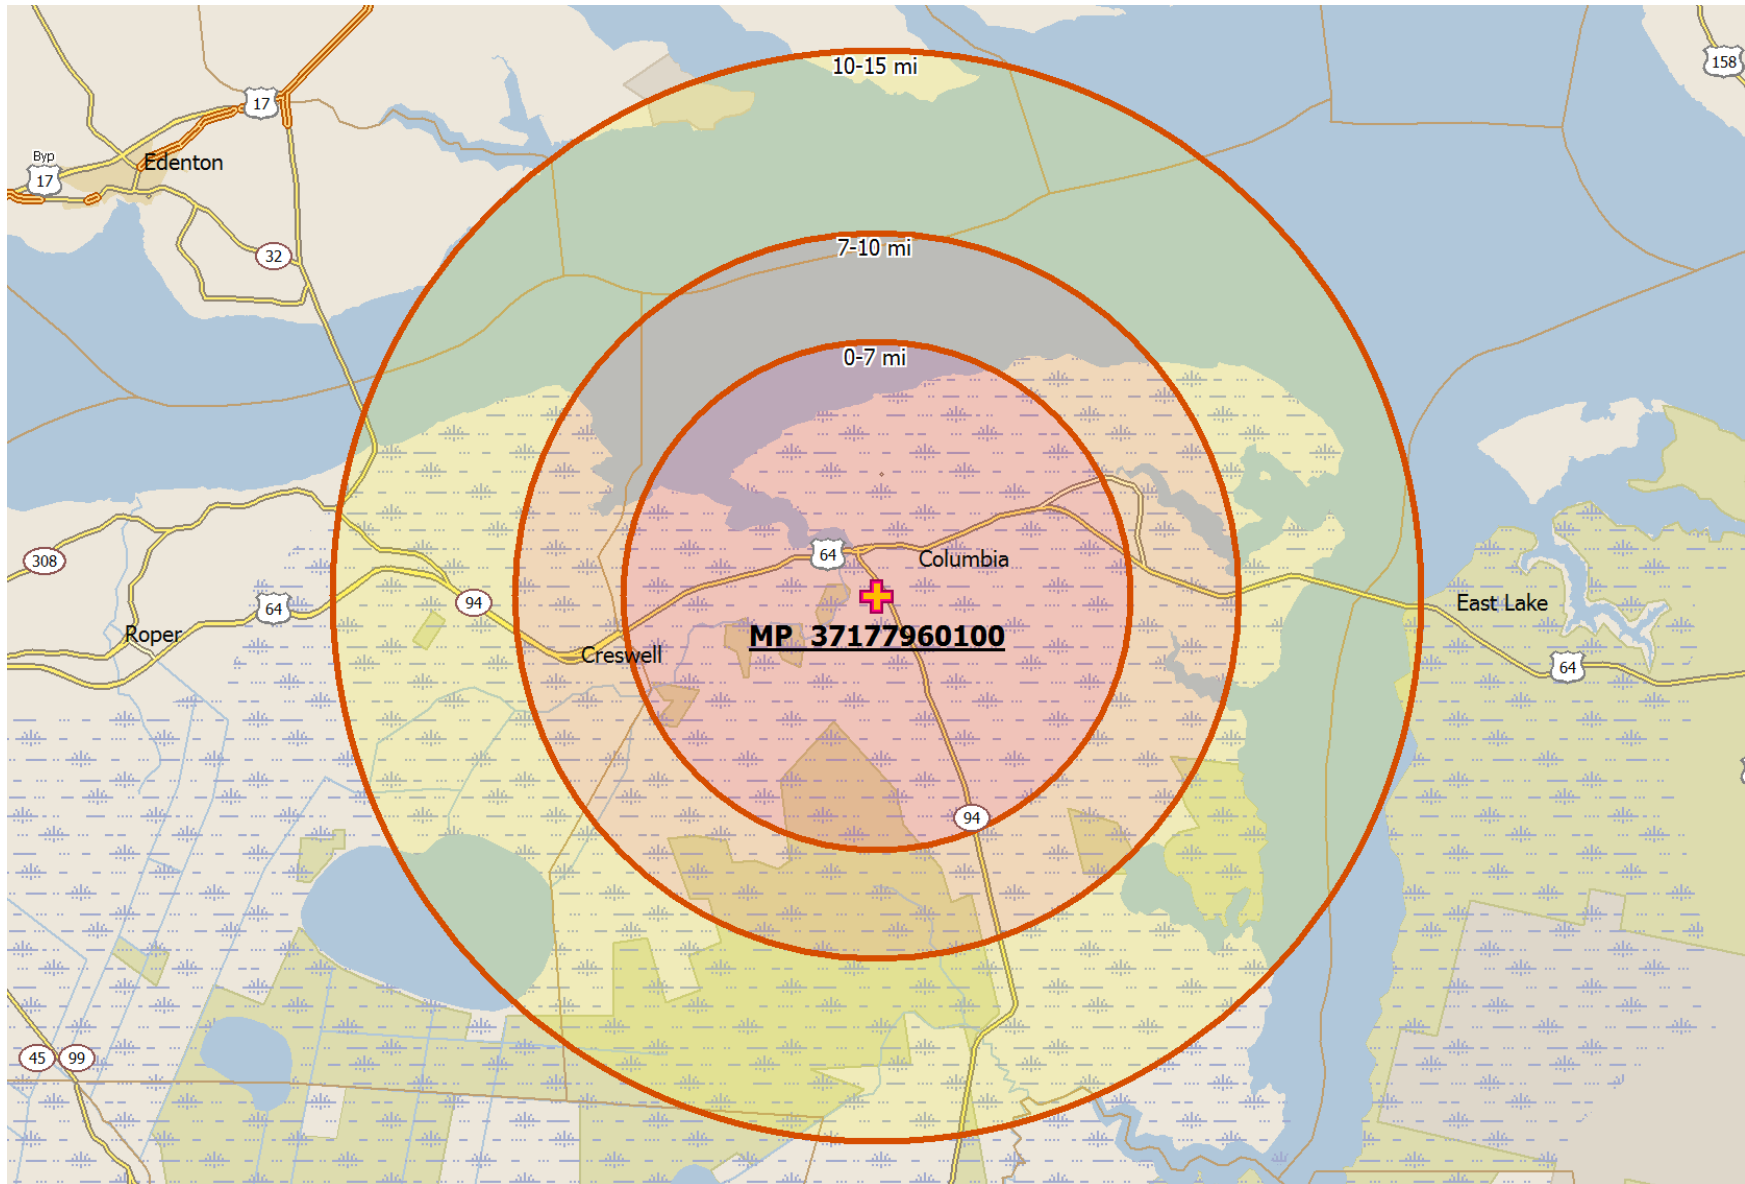 10-15 mi
158
17
Byp
17
Edenton
7-10 mi
32
0-7 mi
308
64
Columbia
94
64
East Lake
Roper
MP 37177960100
Creswell
64
94
45
99